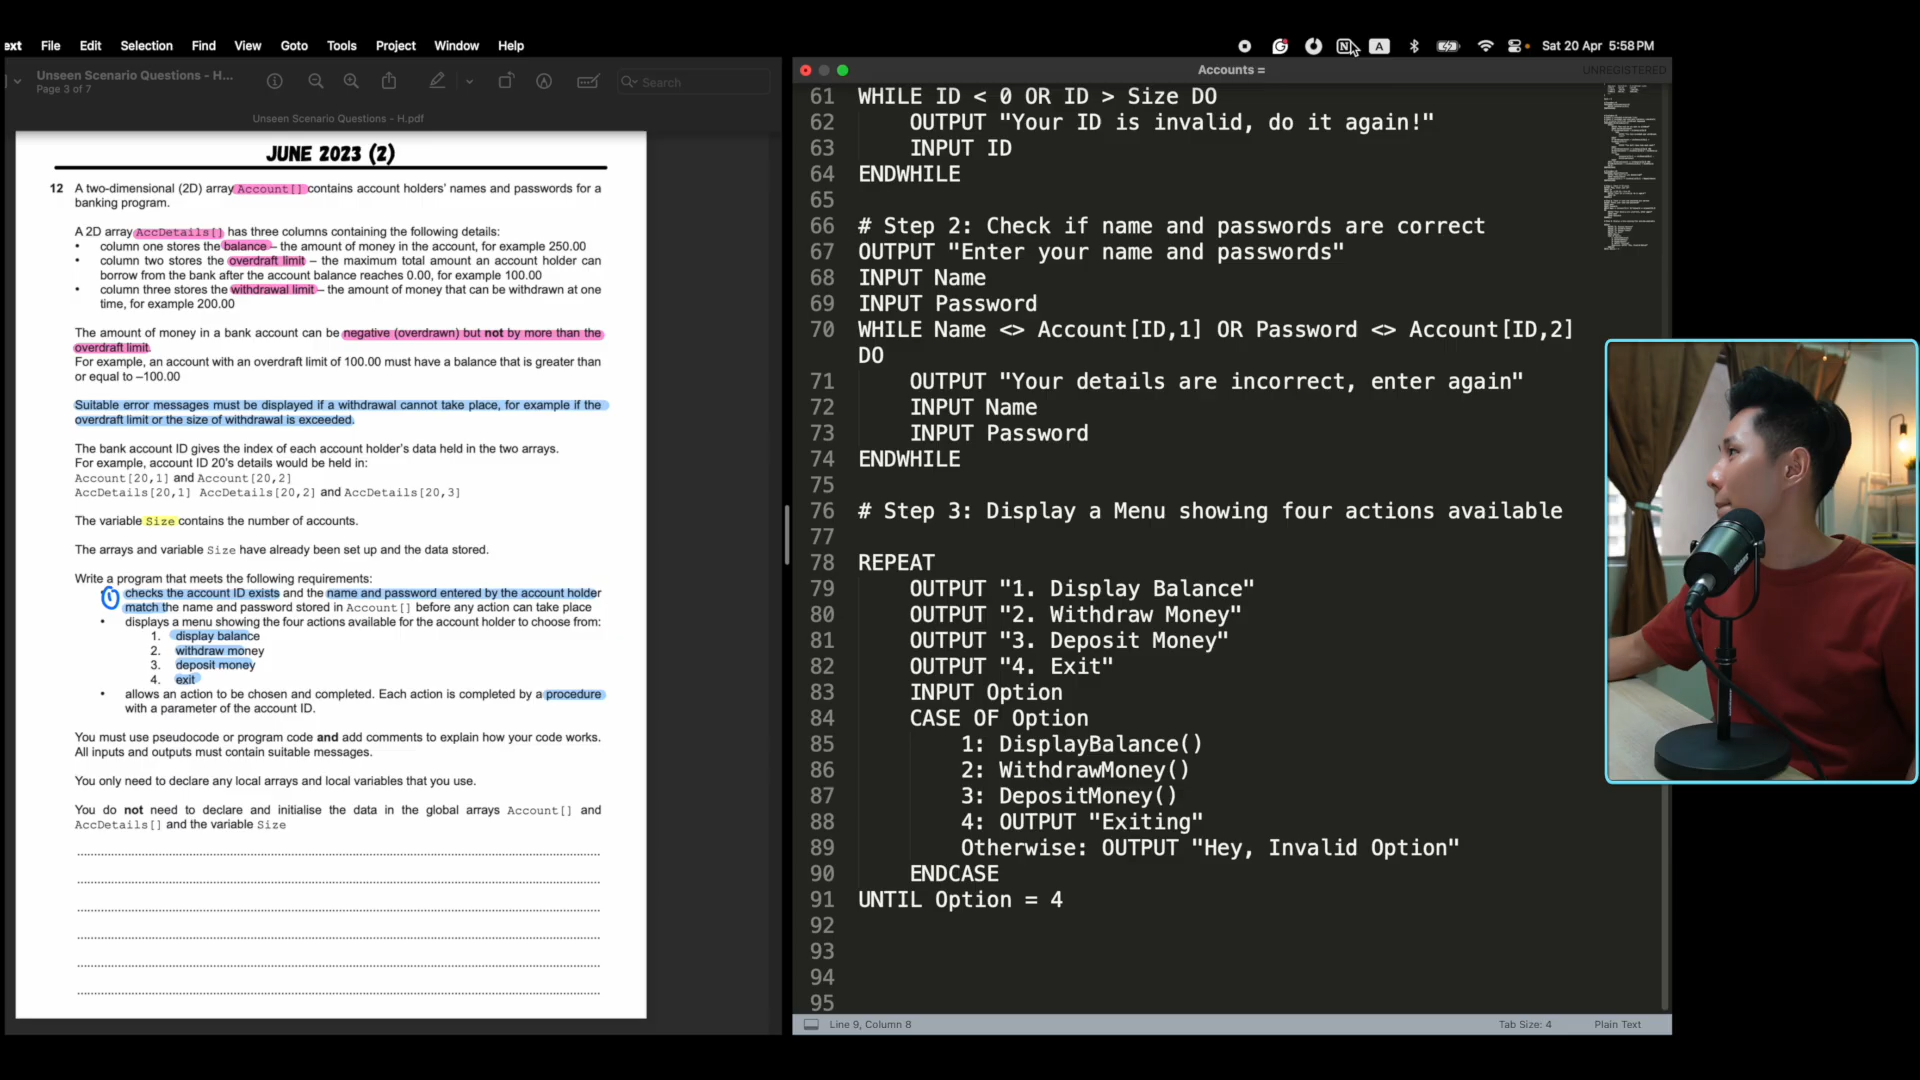 ext File Edit Selection Find View Goto Tools Project Window Help
Sat 20 Apr 5:58 PM
Unseen Scenario Questions - H...
Page 3 of 7
Search
Unseen Scenario Questions - H.pdf
JUNE 2023 (2)
12 A two-dimensional (2D) array Account[] contains account holders' names and passwords for a
banking program.
A 2D array AccDetails[] has three columns containing the following details:
• column one stores the balance – the amount of money in the account, for example 250.00
• column two stores the overdraft limit – the maximum total amount an account holder can
borrow from the bank after the account balance reaches 0.00, for example 100.00
• column three stores the withdrawal limit – the amount of money that can be withdrawn at one
time, for example 200.00
The amount of money in a bank account can be negative (overdrawn) but not by more than the
overdraft limit.
For example, an account with an overdraft limit of 100.00 must have a balance that is greater than
or equal to –100.00
Suitable error messages must be displayed if a withdrawal cannot take place, for example if the
overdraft limit or the size of withdrawal is exceeded.
The bank account ID gives the index of each account holder's data held in the two arrays.
For example, account ID 20's details would be held in:
Account[20,1] and Account[20,2]
AccDetails[20,1] AccDetails[20,2] and AccDetails[20,3]
The variable Size contains the number of accounts.
The arrays and variable Size have already been set up and the data stored.
Write a program that meets the following requirements:
checks the account ID exists and the name and password entered by the account holder
match the name and password stored in Account[] before any action can take place
• displays a menu showing the four actions available for the account holder to choose from:
1. display balance
2. withdraw money
3. deposit money
4. exit
• allows an action to be chosen and completed. Each action is completed by a procedure
with a parameter of the account ID.
You must use pseudocode or program code and add comments to explain how your code works.
All inputs and outputs must contain suitable messages.
You only need to declare any local arrays and local variables that you use.
You do not need to declare and initialise the data in the global arrays Account[] and
AccDetails[] and the variable Size
Accounts =
UNREGISTERED
61 WHILE ID < 0 OR ID > Size DO
62 OUTPUT "Your ID is invalid, do it again!"
63 INPUT ID
64 ENDWHILE
65
66 # Step 2: Check if name and passwords are correct
67 OUTPUT "Enter your name and passwords"
68 INPUT Name
69 INPUT Password
70 WHILE Name <> Account[ID,1] OR Password <> Account[ID,2]
DO
71 OUTPUT "Your details are incorrect, enter again"
72 INPUT Name
73 INPUT Password
74 ENDWHILE
75
76 # Step 3: Display a Menu showing four actions available
77
78 REPEAT
79 OUTPUT "1. Display Balance"
80 OUTPUT "2. Withdraw Money"
81 OUTPUT "3. Deposit Money"
82 OUTPUT "4. Exit"
83 INPUT Option
84 CASE OF Option
85 1: DisplayBalance()
86 2: WithdrawMoney()
87 3: DepositMoney()
88 4: OUTPUT "Exiting"
89 Otherwise: OUTPUT "Hey, Invalid Option"
90 ENDCASE
91 UNTIL Option = 4
92
93
94
95
Line 9, Column 8
Tab Size: 4
Plain Text